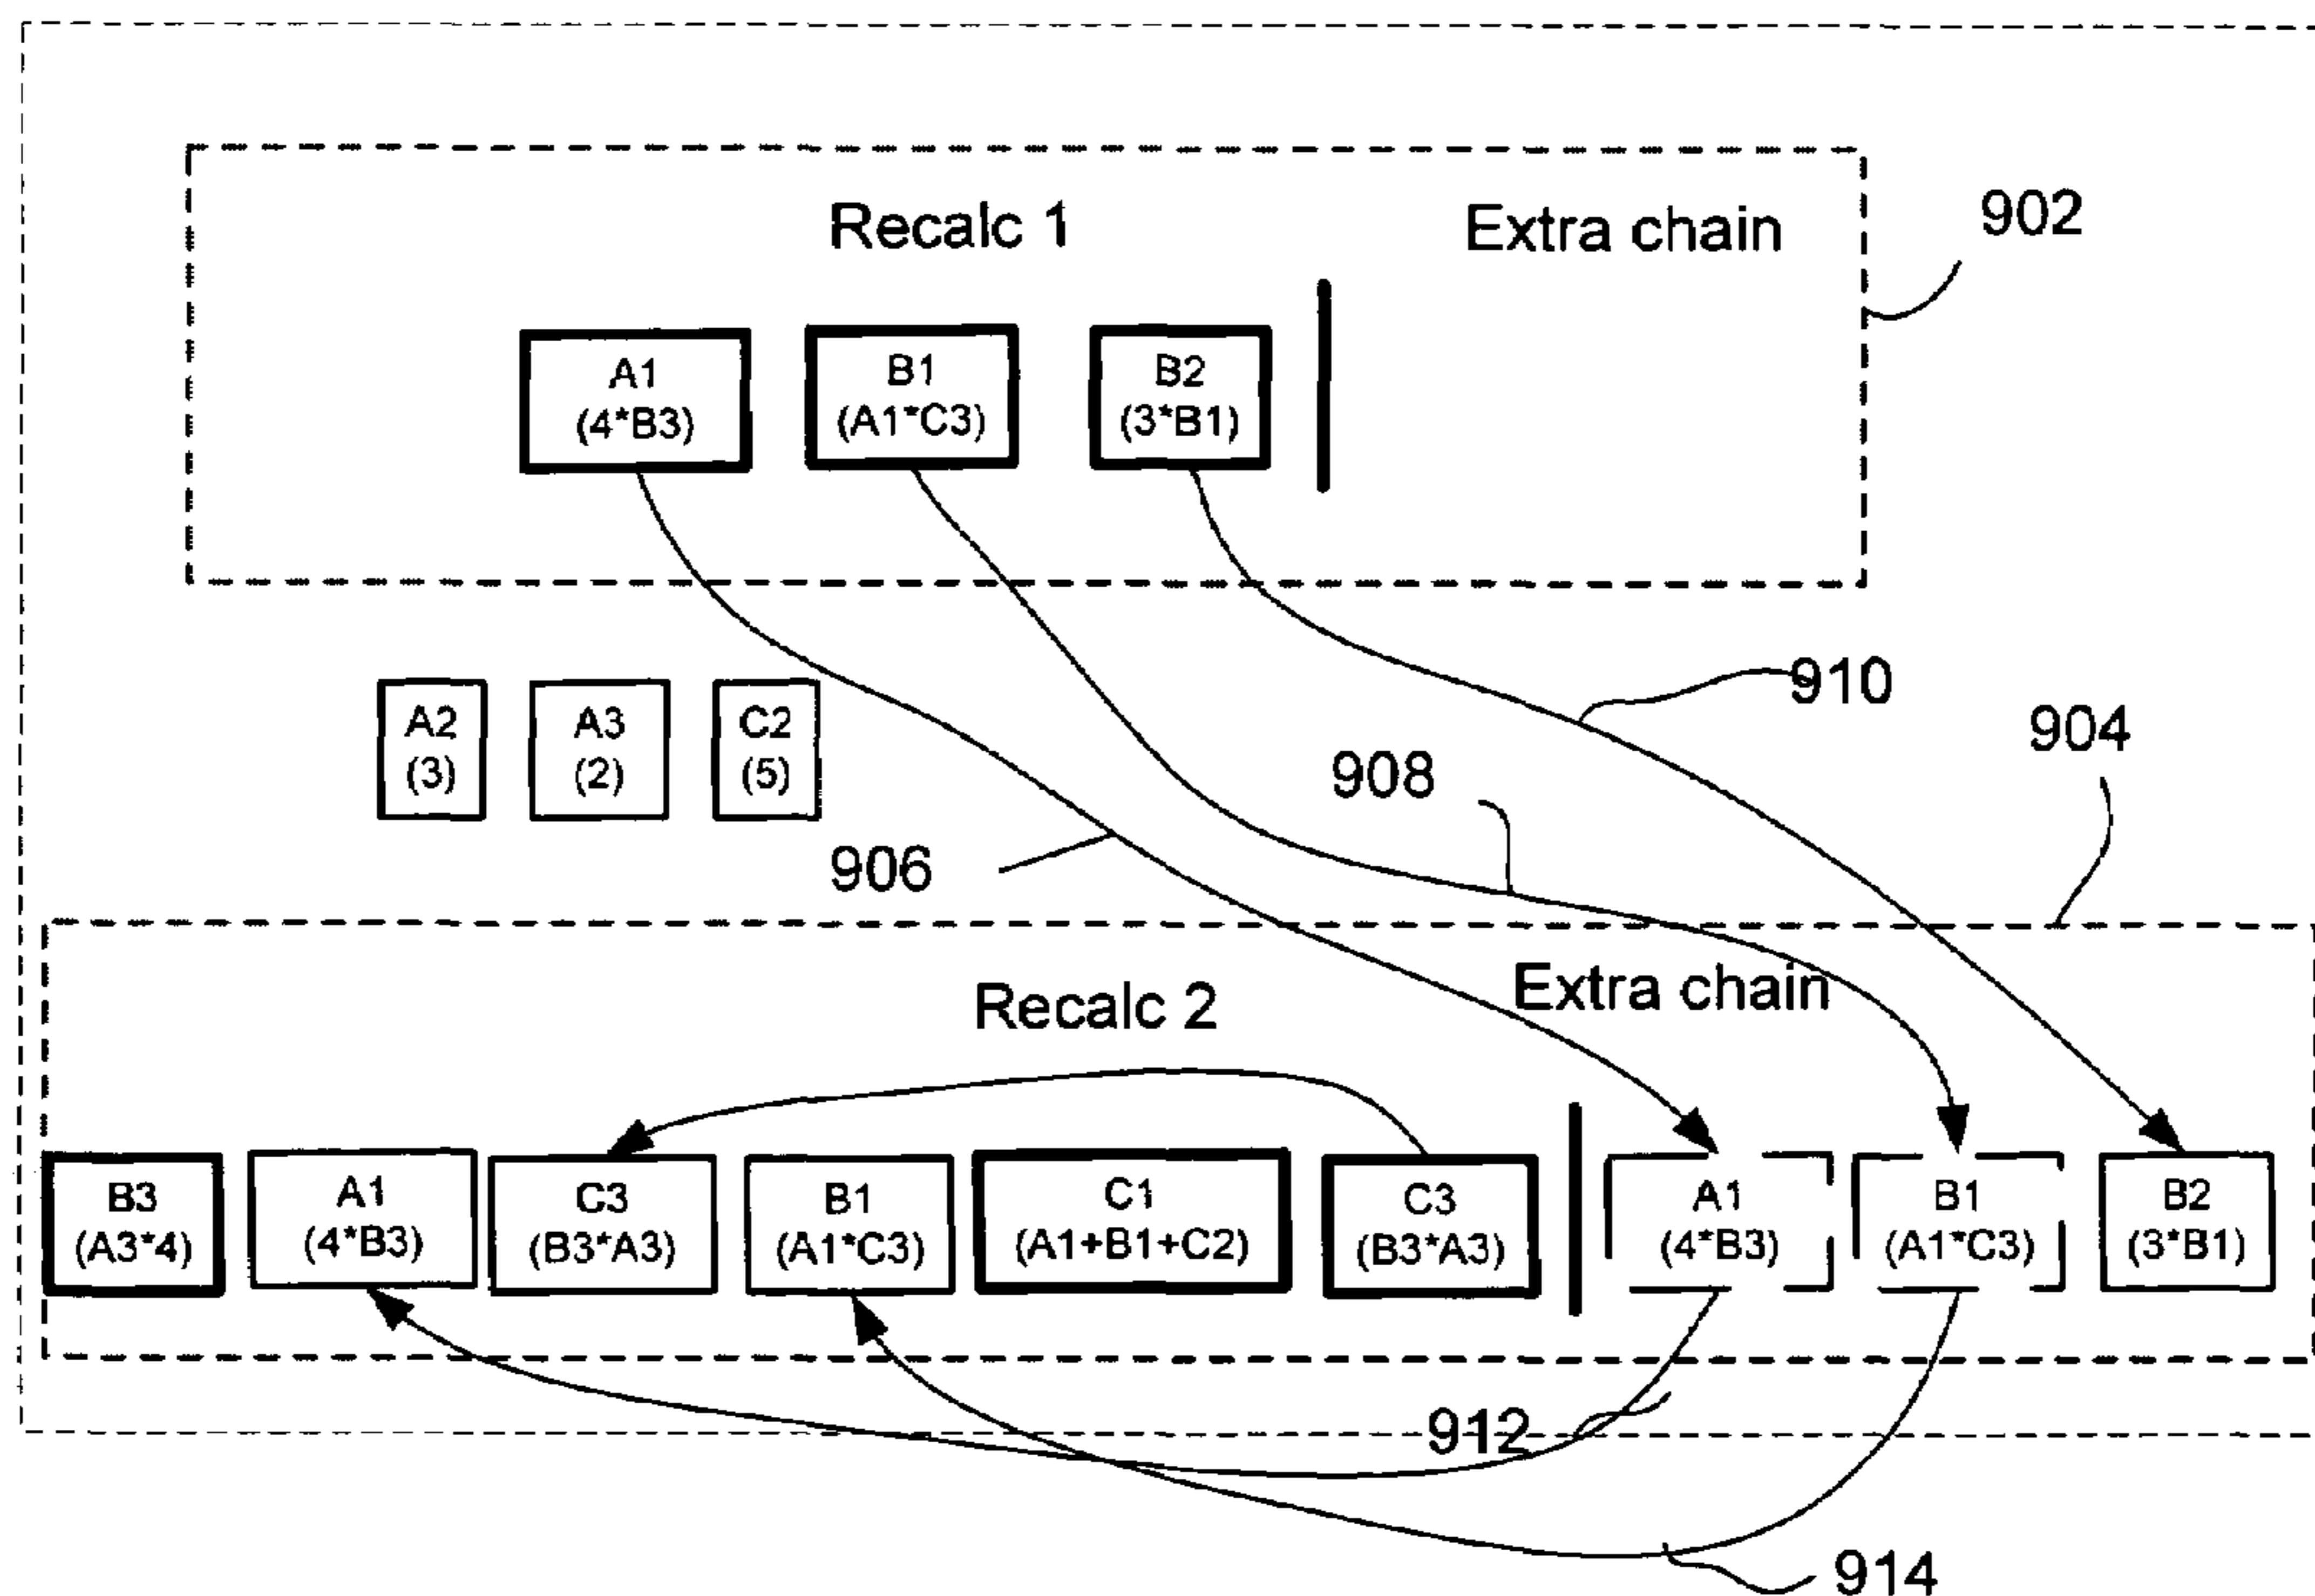 Recalc 1
Extra chain
902
A1
(4*B3)
B1
(A1*C3)
B2
(3*B1)
910
A2
(3)
A3
(2)
C2
(5)
904
908
906
Recalc 2
Extra chain
B3
(A3*4)
A1
(4*B3)
C3
(B3*A3)
B1
(A1*C3)
C1
(A1+B1+C2)
C3
(B3*A3)
A1
(4*B3)
B1
(A1*C3)
B2
(3*B1)
912
914